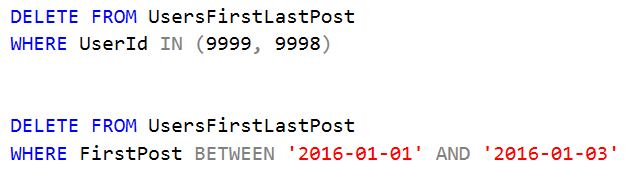 DELETE FROM UsersFirstLastPost
WHERE UserId IN (9999, 9998)
DELETE FROM UsersFirstLastPost
WHERE FirstPost BETWEEN '2016-01-01' AND '2016-01-03'